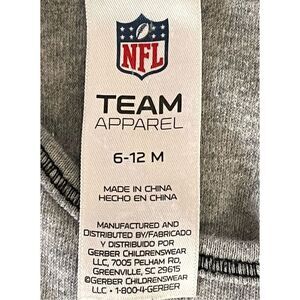 NFL
TEAM
APPAREL
6-12 M
MADE IN CHINA
HECHO EN CHINA
MANUFACTURED AND
DISTRIBUTED BY/FABRICADO
Y DISTRIBUIDO POR
GERBER CHILDRENSWEAR
LLC, 7005 PELHAM RD,
GREENVILLE, SC 29615
©GERBER CHILDRENSWEAR
LLC • 1-800-4-GERBER